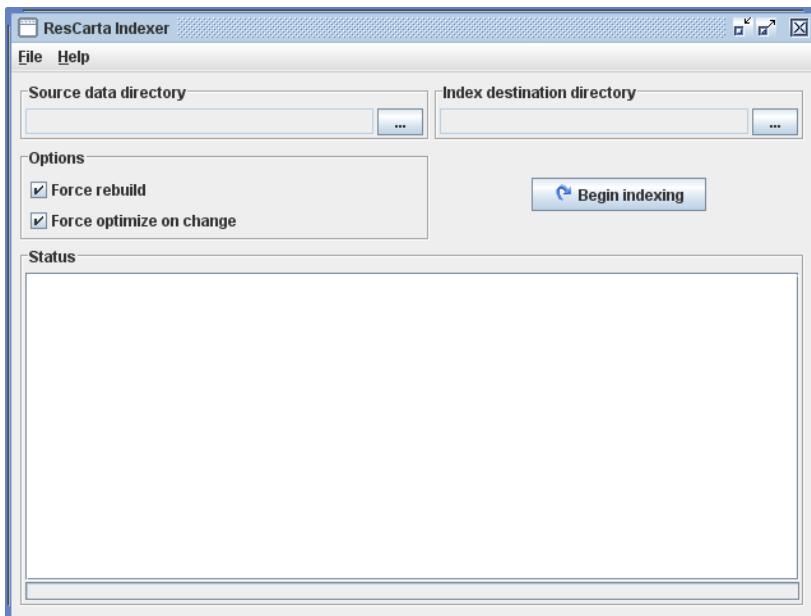 ResCarta Indexer
File Help
Source data directory
...
Index destination directory
...
Options
Force rebuild
Force optimize on change
Begin indexing
Status